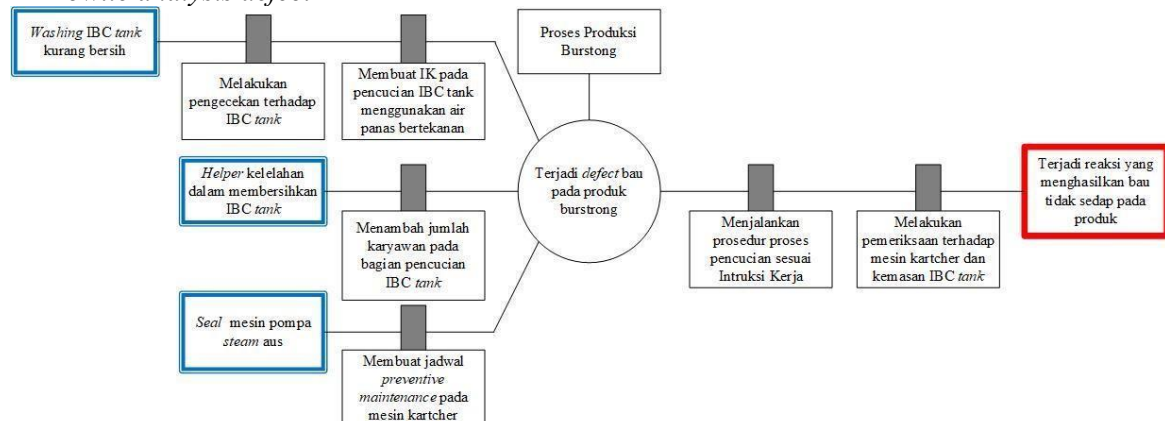 Washing IBC tank
kurang bersih
Melakukan
pengecekan terhadap
IBC tank
Membuat IK pada
pencucian IBC tank
menggunakan air
panas bertekanan
Proses Produksi
Burstong
Helper kelelahan
dalam membersihkan
IBC tank
Menambah jumlah
karyawan pada
bagian pencucian
IBC tank
Terjadi defect bau
pada produk
burstrong
Menjalankan
prosedur proses
pencucian sesuai
Intruksi Kerja
Melakukan
pemeriksaan terhadap
mesin kartcher dan
kemasan IBC tank
Terjadi reaksi yang
menghasilkan bau
tidak sedap pada
produk
Seal mesin pompa
steam aus
Membuat jadwal
preventive
maintenance pada
mesin kartcher